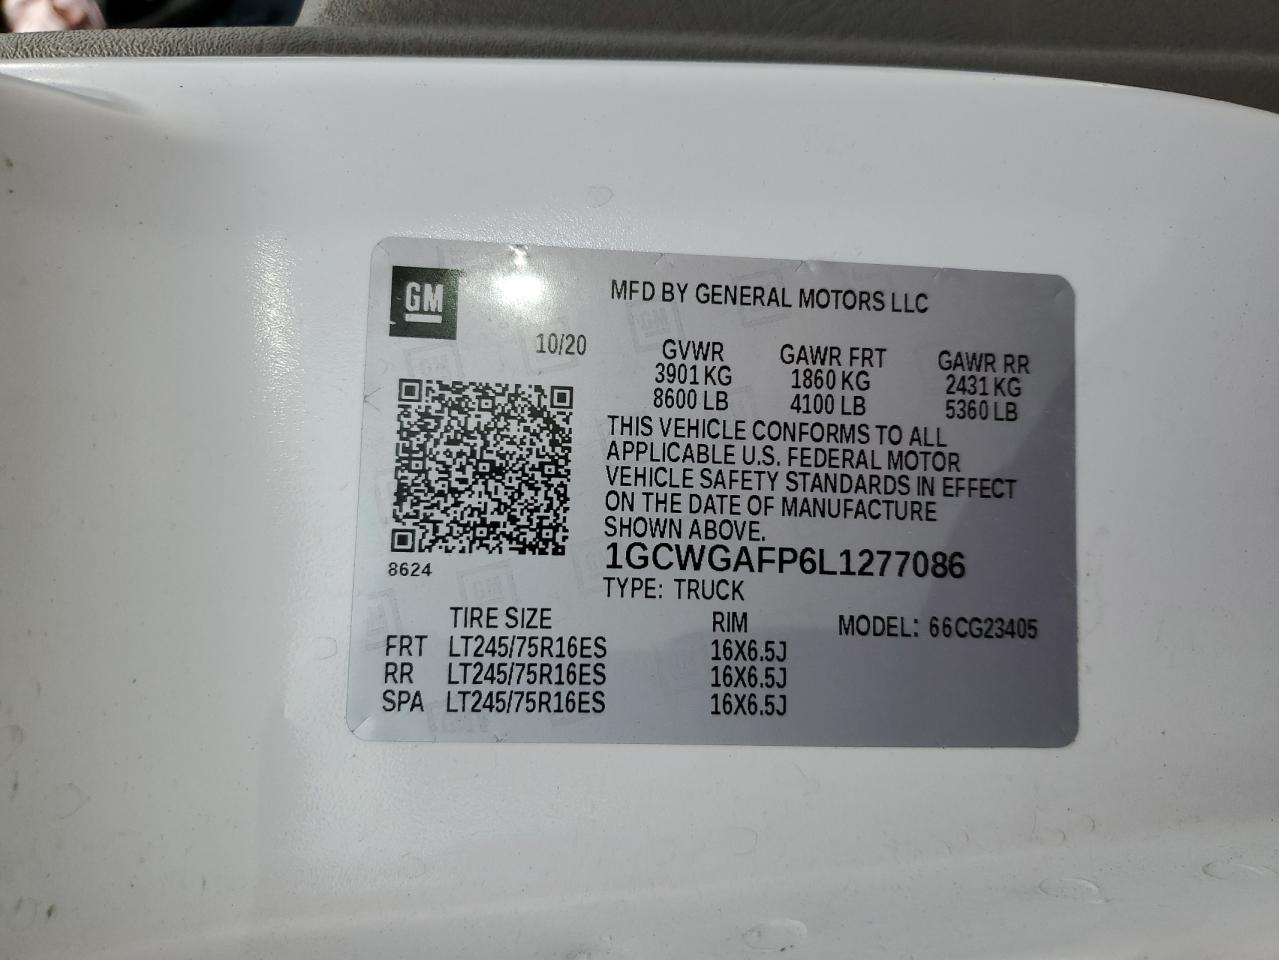 GM
MFD BY GENERAL MOTORS LLC
10/20
GVWR GAWR FRT GAWR RR
3901 KG 1860 KG 2431 KG
8600 LB 4100 LB 5360 LB
THIS VEHICLE CONFORMS TO ALL
APPLICABLE U.S. FEDERAL MOTOR
VEHICLE SAFETY STANDARDS IN EFFECT
ON THE DATE OF MANUFACTURE
SHOWN ABOVE.
1GCWGAFP6L1277086
8624
TYPE: TRUCK
TIRE SIZE RIM MODEL: 66CG23405
FRT LT245/75R16ES 16X6.5J
RR LT245/75R16ES 16X6.5J
SPA LT245/75R16ES 16X6.5J